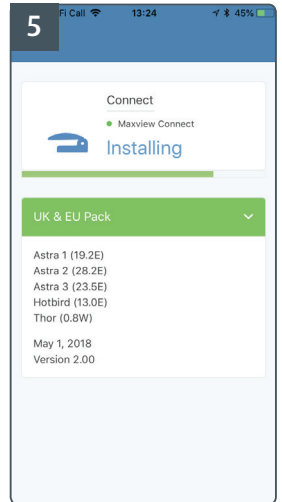 5
Fi Call 13:24 45%
Connect
Maxview Connect
Installing
UK & EU Pack
Astra 1 (19.2E)
Astra 2 (28.2E)
Astra 3 (23.5E)
Hotbird (13.0E)
Thor (0.8W)
May 1, 2018
Version 2.00